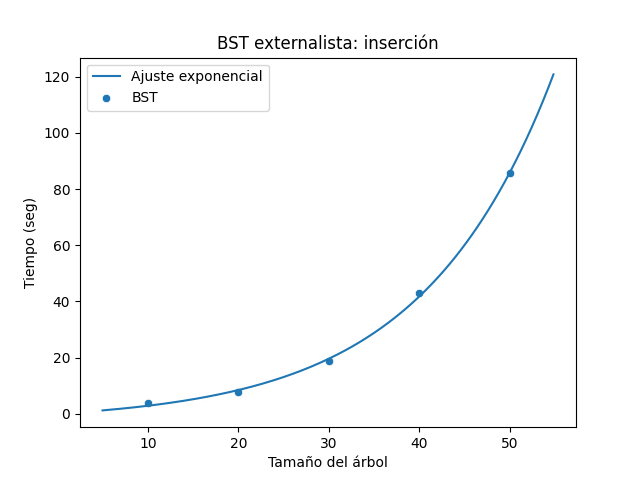 BST externalista: inserción
Ajuste exponencial
BST
Tiempo (seg)
120
100
80
60
40
20
0
10 20 30 40 50
Tamaño del árbol